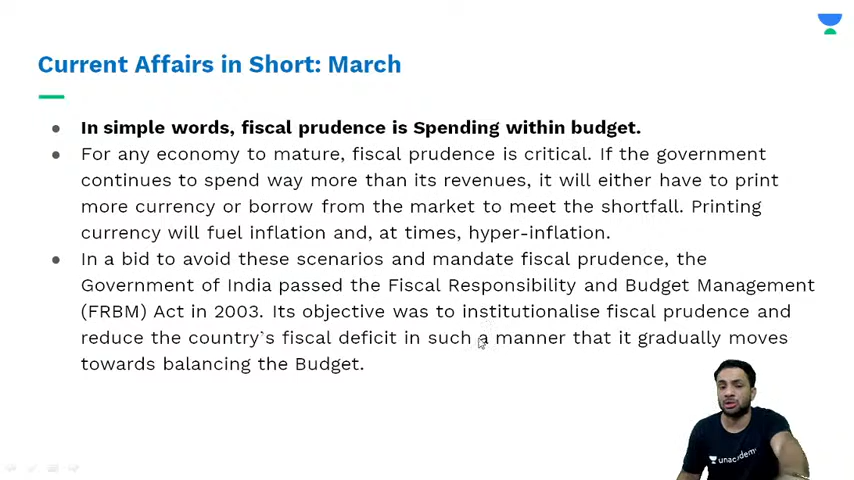 Current Affairs in Short: March
● In simple words, fiscal prudence is Spending within budget.
● For any economy to mature, fiscal prudence is critical. If the government
continues to spend way more than its revenues, it will either have to print
more currency or borrow from the market to meet the shortfall. Printing
currency will fuel inflation and, at times, hyper-inflation.
● In a bid to avoid these scenarios and mandate fiscal prudence, the
Government of India passed the Fiscal Responsibility and Budget Management
(FRBM) Act in 2003. Its objective was to institutionalise fiscal prudence and
reduce the country`s fiscal deficit in such a manner that it gradually moves
towards balancing the Budget.
unacademy